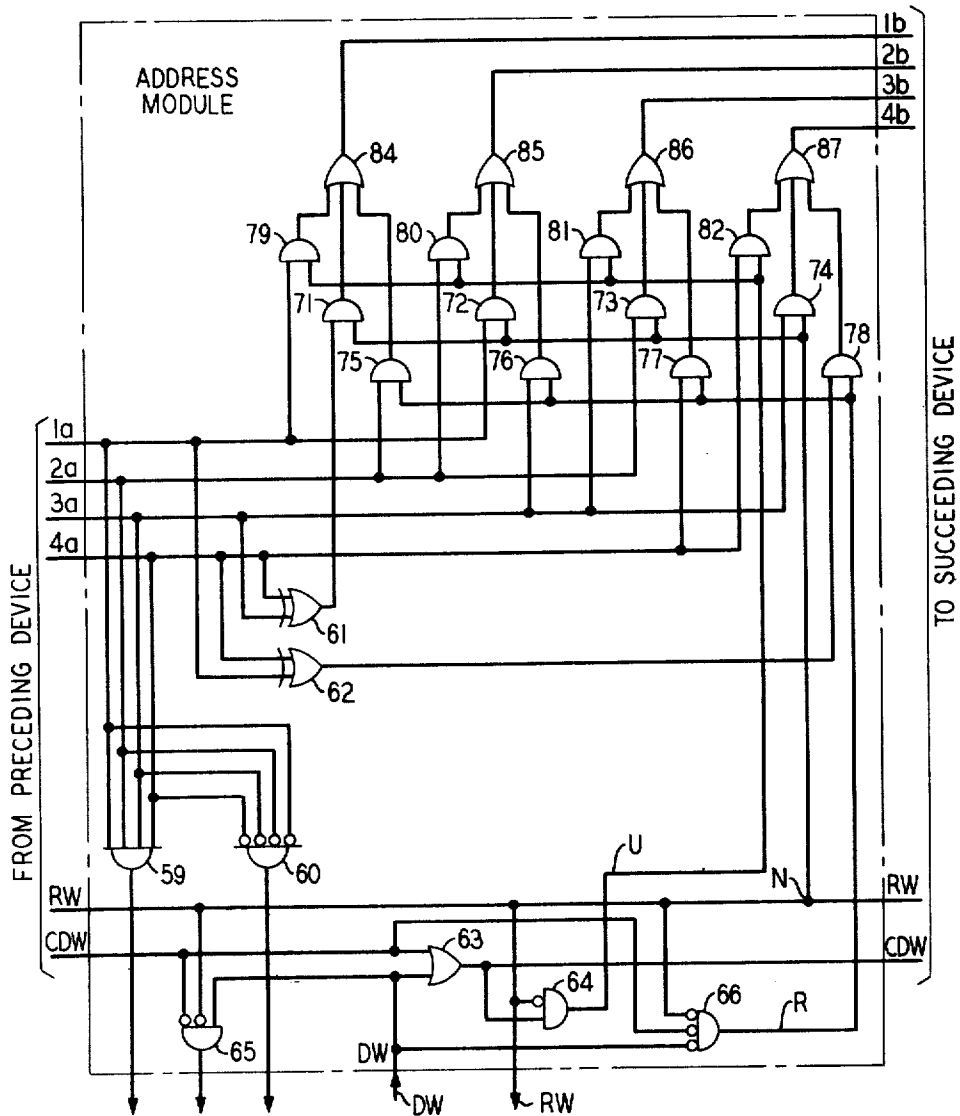 1b
2b
3b
4b
ADDRESS
MODULE
84
85
86
87
79
80
81
82
71
72
73
74
75
76
77
78
1a
2a
3a
4a
FROM PRECEDING DEVICE
TO SUCCEEDING DEVICE
61
62
59
60
U
N
RW
RW
CDW
63
CDW
64
66
R
65
DW
DW
RW